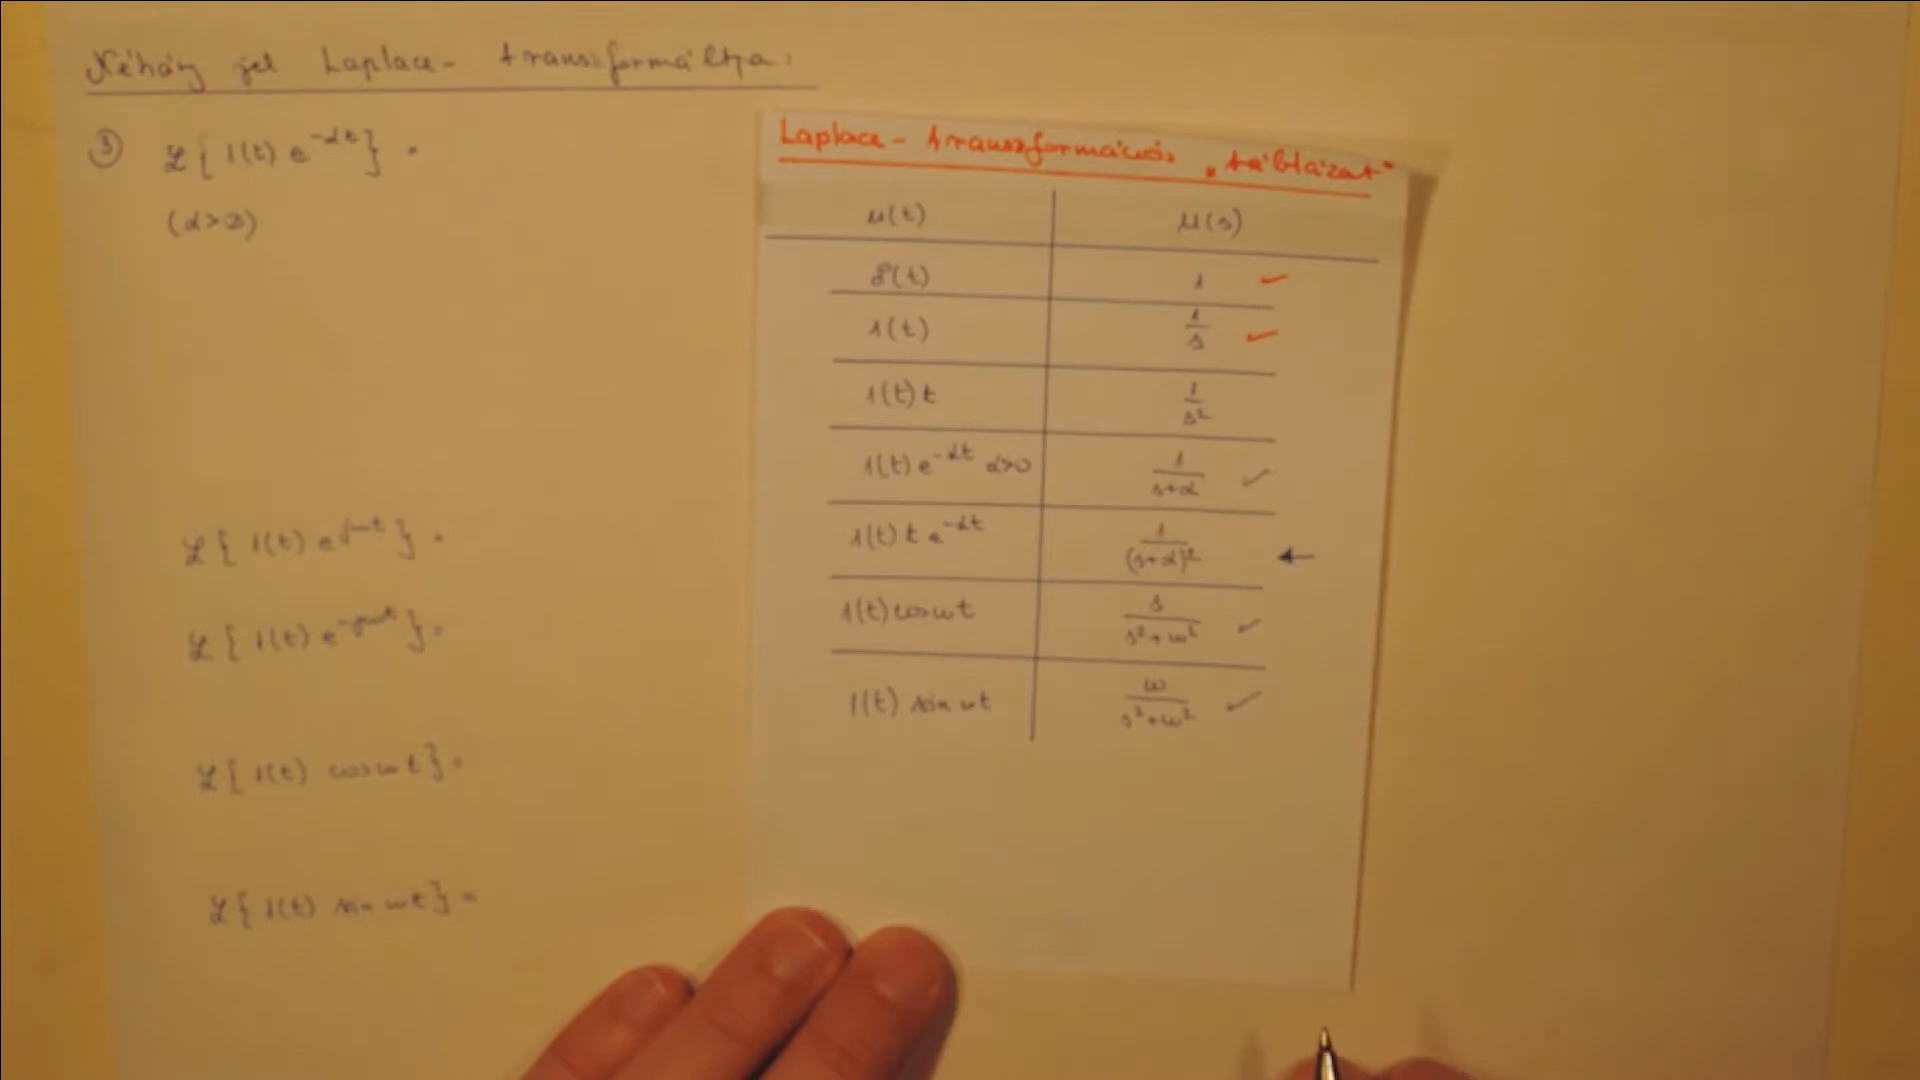 Néhány jel Laplace- transzformáltja:
③ ℒ{ 1(t) e^{-αt} } =
(α>0)
ℒ{ 1(t) e^{jωt} } =
ℒ{ 1(t) e^{-jωt} } =
ℒ{ 1(t) cos ωt } =
ℒ{ 1(t) sin ωt } =
Laplace- transzformációs „táblázat"
u(t) U(s)
δ(t) 1 ✓
1(t) 1/s ✓
1(t) t 1/s²
1(t) e^{-αt} α>0 1/(s+α) ✓
1(t) t e^{-αt} 1/(s+α)² ←
1(t) cos ωt s/(s²+ω²) ✓
1(t) sin ωt ω/(s²+ω²) ✓